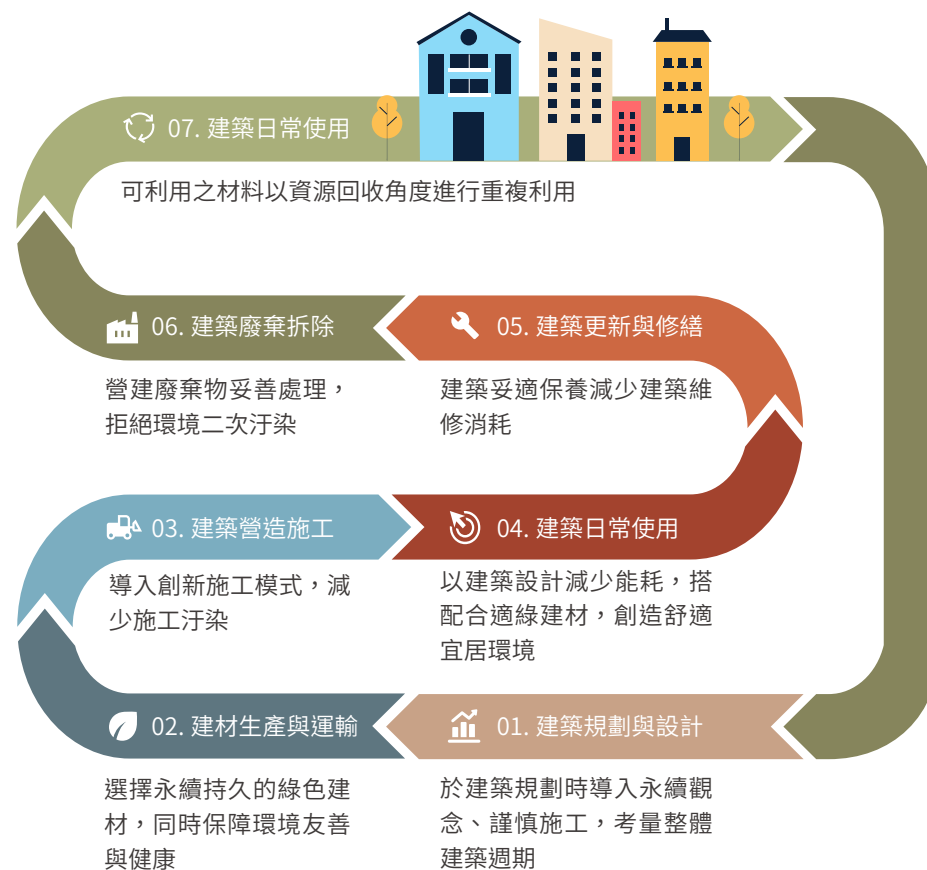 07. 建築日常使用
可利用之材料以資源回收角度進行重複利用
06. 建築廢棄拆除
營建廢棄物妥善處理，
拒絕環境二次汙染
05. 建築更新與修繕
建築妥適保養減少建築維
修消耗
03. 建築營造施工
導入創新施工模式，減
少施工汙染
04. 建築日常使用
以建築設計減少能耗，搭
配合適綠建材，創造舒適
宜居環境
02. 建材生產與運輸
選擇永續持久的綠色建
材，同時保障環境友善
與健康
01. 建築規劃與設計
於建築規劃時導入永續觀
念、謹慎施工，考量整體
建築週期